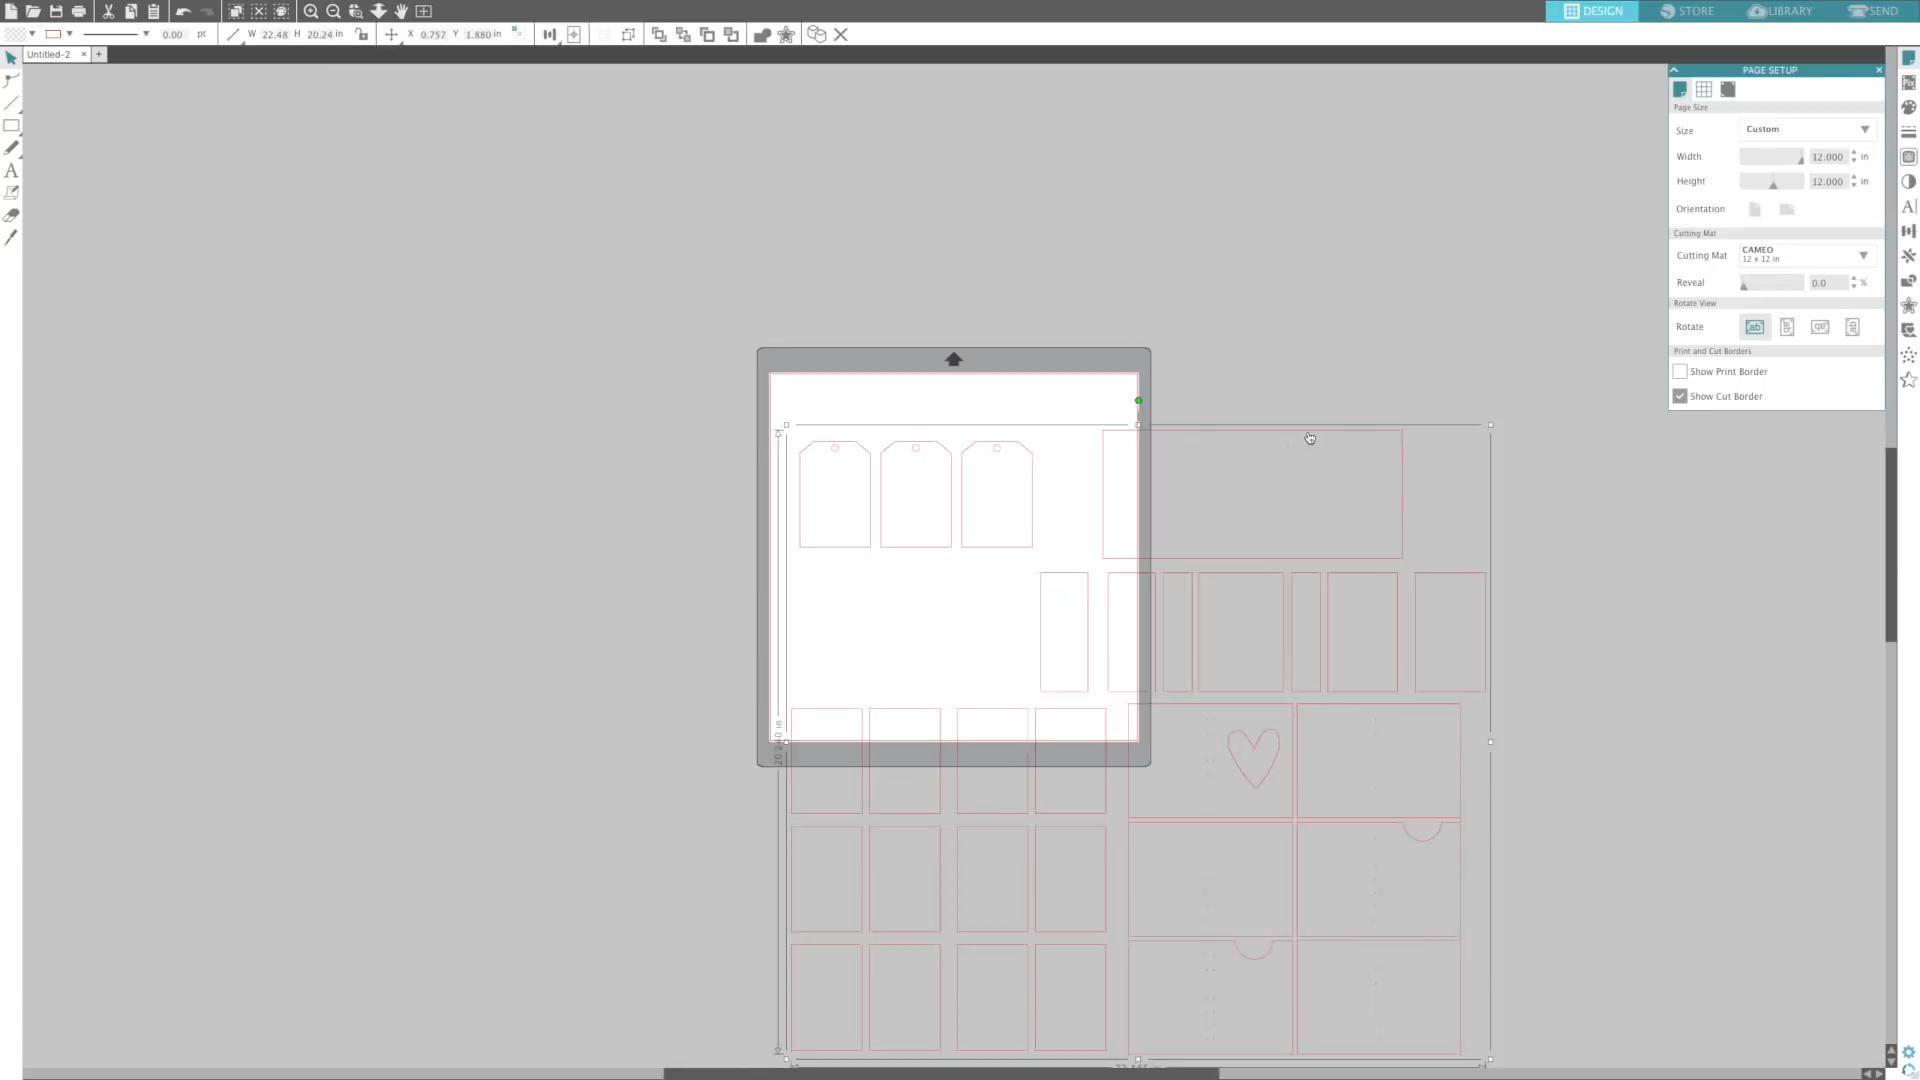 DESIGN STORE LIBRARY SEND
0.00 pt W 22.48 H 20.24 in X 0.757 Y 1.880 in
Untitled-2 × +
PAGE SETUP
Page Size
Size Custom
Width 12.000 in
Height 12.000 in
Orientation
Cutting Mat
Cutting Mat CAMEO
12 x 12 in
Reveal 0.0 %
Rotate View
Rotate
Print and Cut Borders
Show Print Border
Show Cut Border